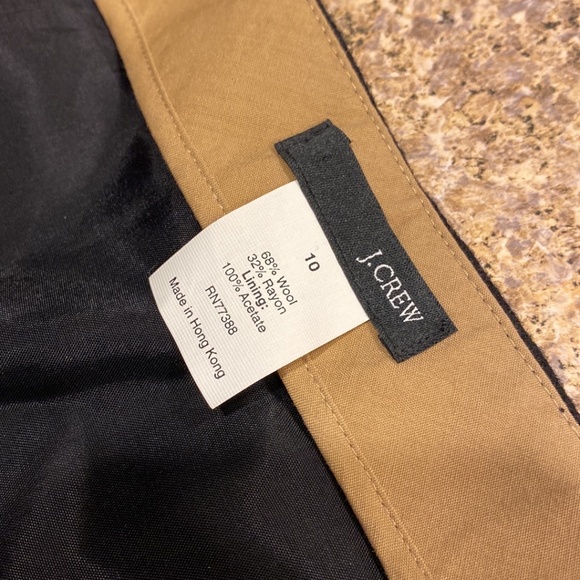 J.CREW
10
68% Wool
32% Rayon
Lining:
100% Acetate
RN77388
Made in Hong Kong